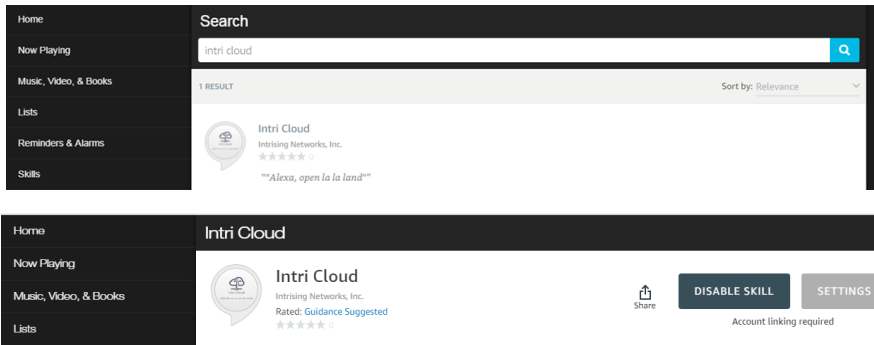 Home
Search
Now Playing
intri cloud
Music, Video, & Books
1 RESULT
Sort by: Relevance
Lists
Intri Cloud
Reminders & Alarms
Intrising Networks, Inc.
0
Skills
""Alexa, open la la land""
Home
Intri Cloud
Now Playing
Intri Cloud
Music, Video, & Books
Intrising Networks, Inc.
Share
DISABLE SKILL
SETTINGS
Rated: Guidance Suggested
Lists
0
Account linking required